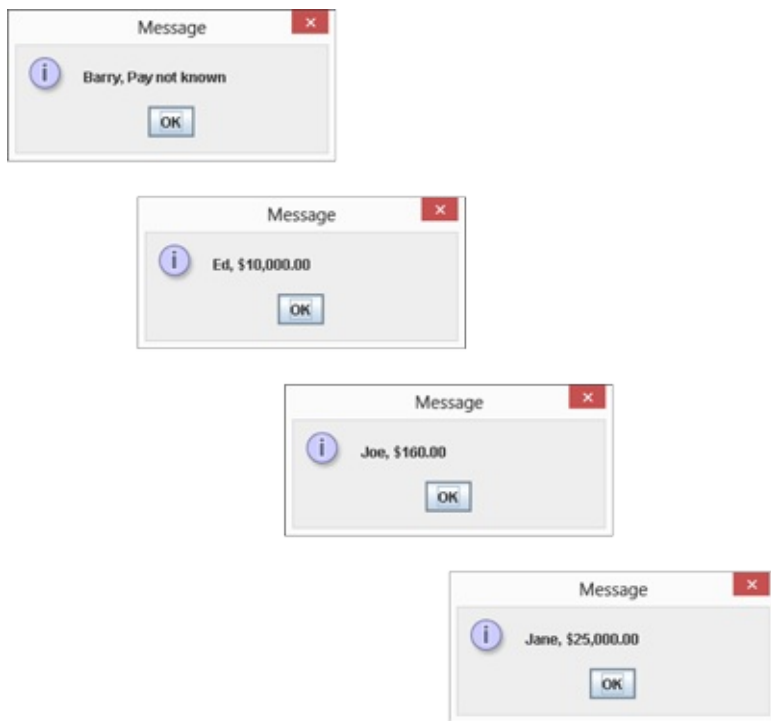 Message
Barry, Pay not known
OK
Message
Ed, $10,000.00
OK
Message
Joe, $160.00
OK
Message
Jane, $25,000.00
OK